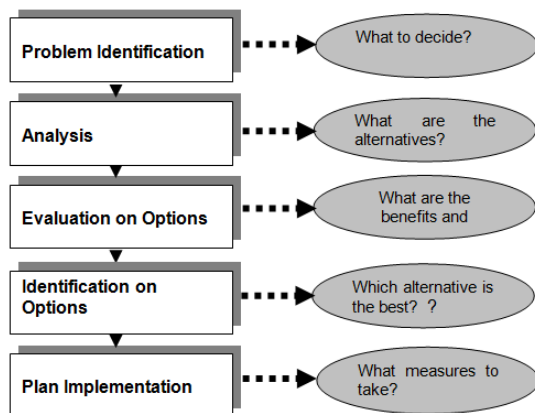 Problem Identification
What to decide?
Analysis
What are the
alternatives?
Evaluation on Options
What are the
benefits and
Identification on
Options
Which alternative is
the best? ?
Plan Implementation
What measures to
take?